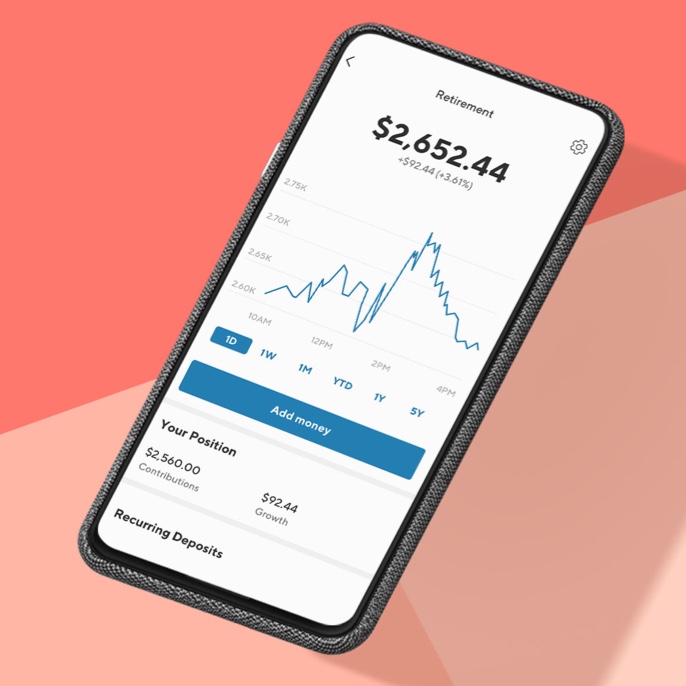 Retirement
$2,652.44
+$92.44 (+3.61%)
2.75K
2.70K
2.65K
2.60K
10AM 12PM 2PM 4PM
1D 1W 1M YTD 1Y 5Y
Add money
Your Position
$2,560.00 $92.44
Contributions Growth
Recurring Deposits